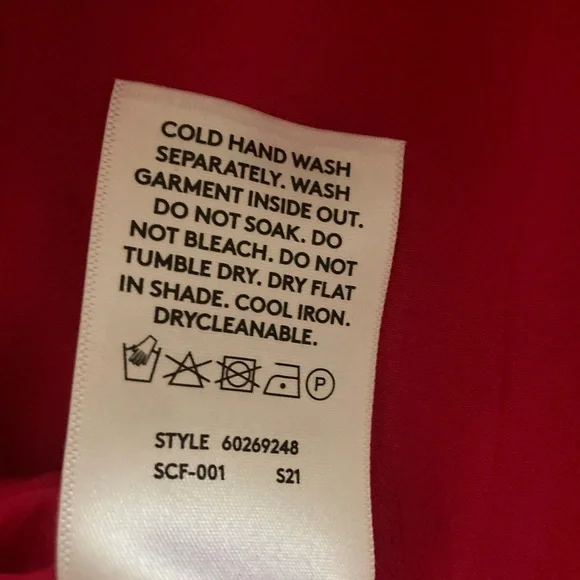 COLD HAND WASH
SEPARATELY. WASH
GARMENT INSIDE OUT.
DO NOT SOAK. DO
NOT BLEACH. DO NOT
TUMBLE DRY. DRY FLAT
IN SHADE. COOL IRON.
DRYCLEANABLE.
P
STYLE 60269248
SCF-001 S21